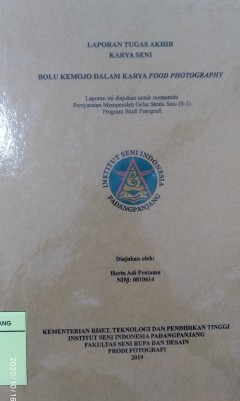 LAPORAN TUGAS AKHIR
KARYA SENI
BOLU KEMOJO DALAM KARYA FOOD PHOTOGRAPHY
Laporan ini diajukan untuk memenuhi
Persyaratan Memperoleh Gelar Strata Satu (S-1)
Program Studi Fotografi
INSTITUT SENI INDONESIA
PADANGPANJANG
Diajukan oleh:
Herin Adi Pratama
NIM: 0810614
ANG
KEMENTERIAN RISET, TEKNOLOGI DAN PENDIDIKAN TINGGI
INSTITUT SENI INDONESIA PADANGPANJANG
FAKULTAS SENI RUPA DAN DESAIN
PRODI FOTOGRAFI
2019